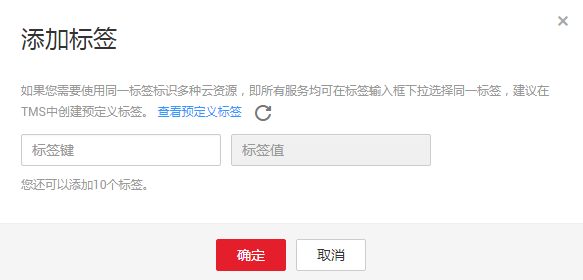 添加标签
如果您需要使用同一标签标识多种云资源，即所有服务均可在标签输入框下拉选择同一标签，建议在
TMS中创建预定义标签。 查看预定义标签
标签键 标签值
您还可以添加10个标签。
确定 取消